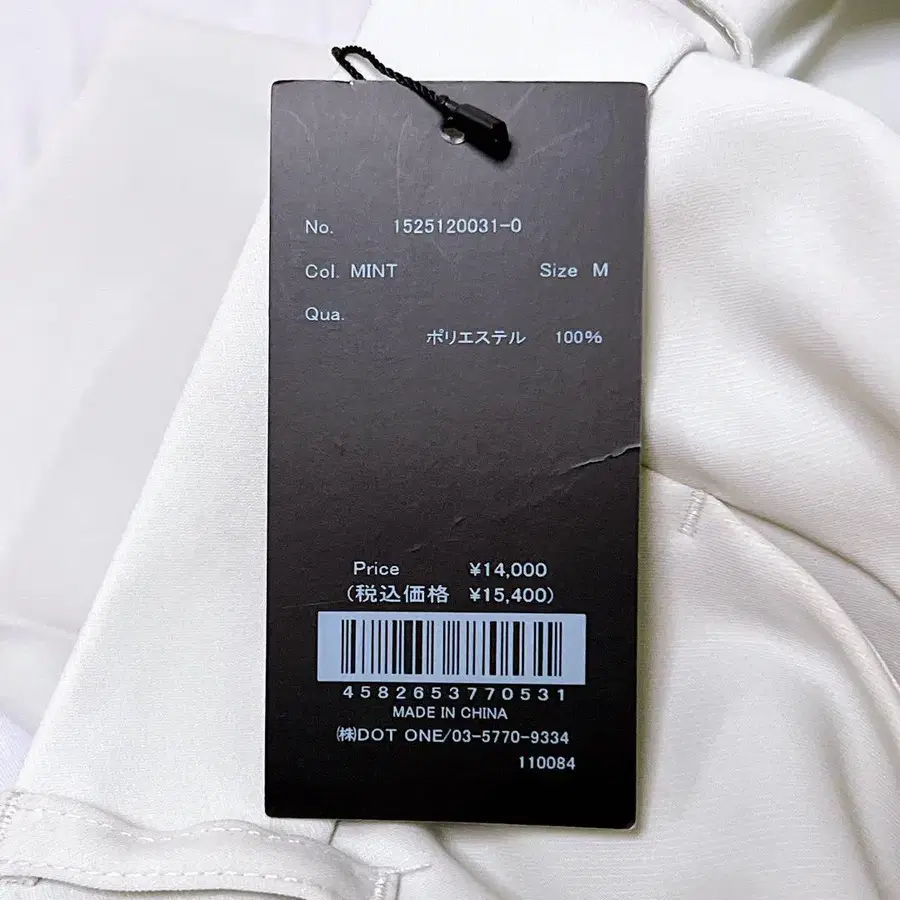 No. 1525120031-0
Col. MINT Size M
Qua.
ポリエステル 100%
Price ¥14,000
(税込価格 ¥15,400)
4582653770531
MADE IN CHINA
㈱DOT ONE/03-5770-9334
110084